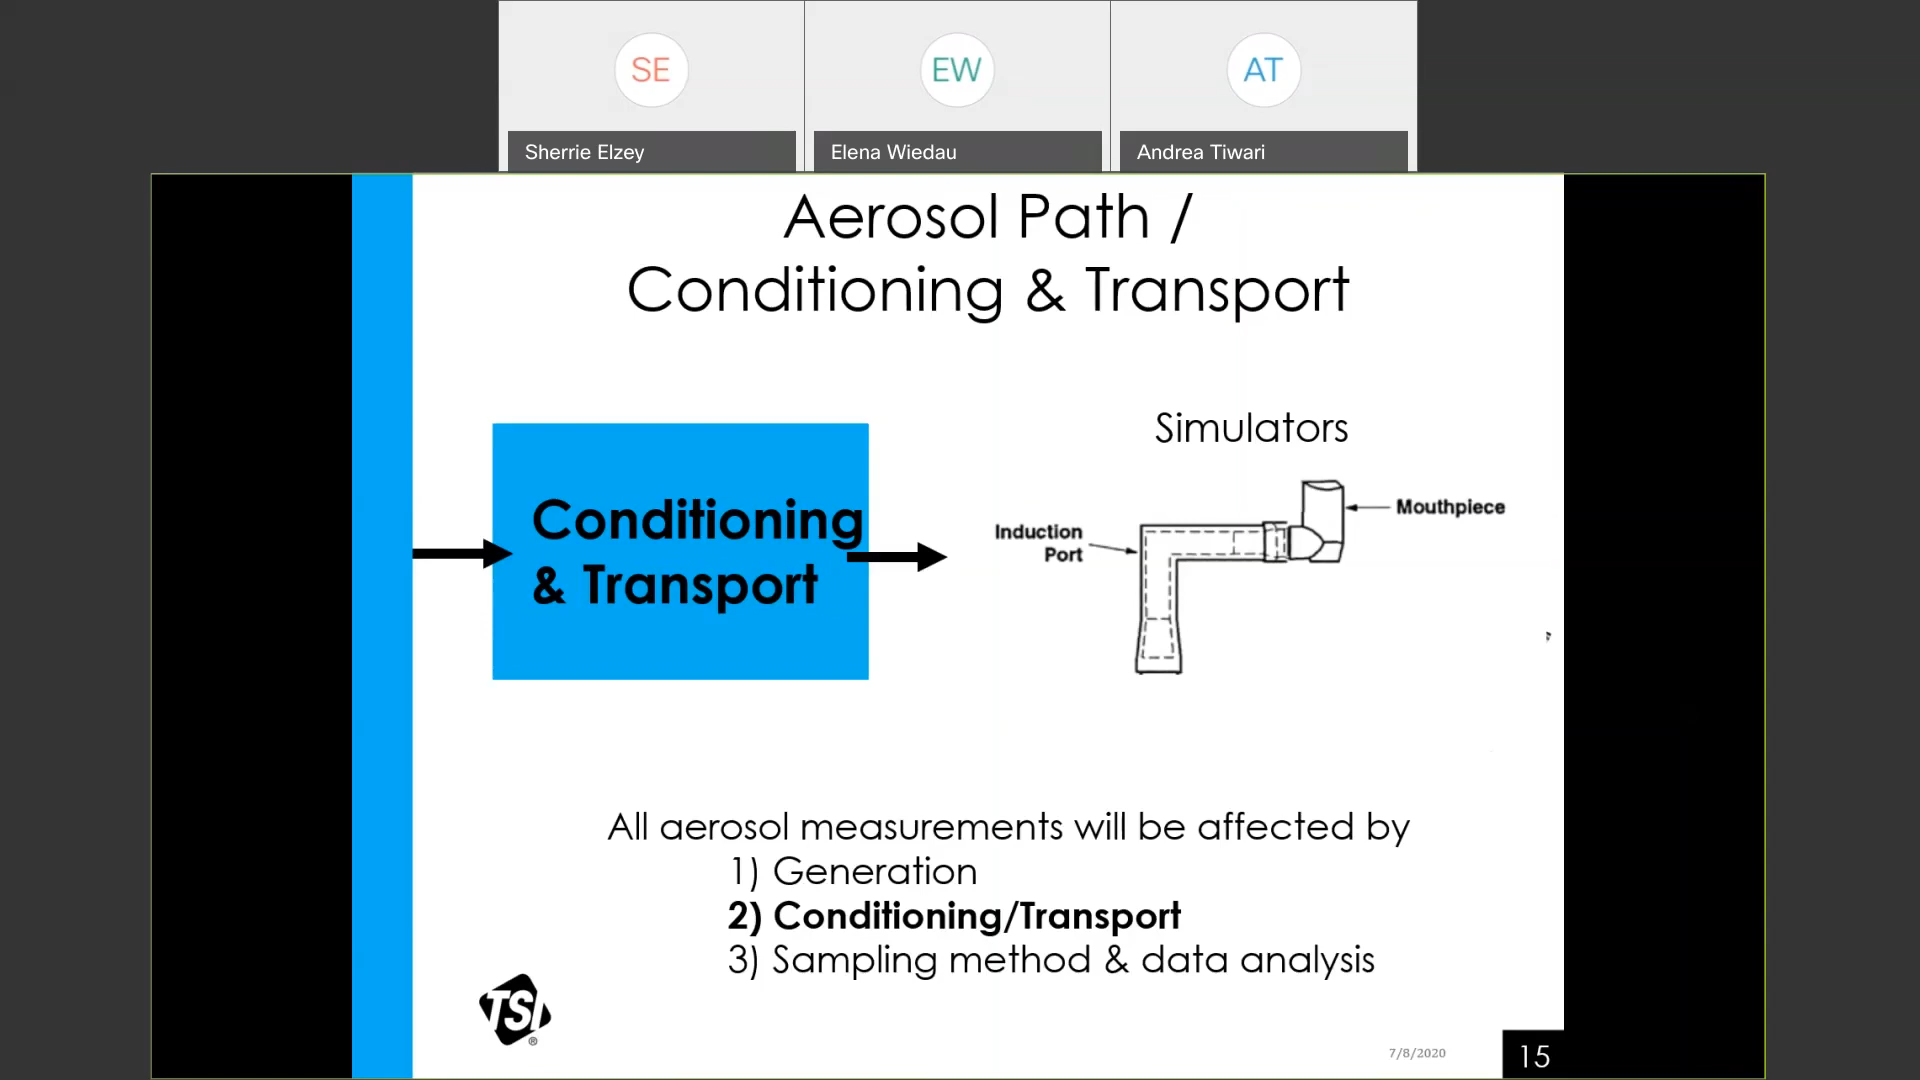 SE
EW
AT
Sherrie Elzey
Elena Wiedau
Andrea Tiwari
Aerosol Path /
Conditioning & Transport
Simulators
Conditioning
& Transport
Induction
Port
Mouthpiece
All aerosol measurements will be affected by
1) Generation
2) Conditioning/Transport
3) Sampling method & data analysis
TSI®
7/8/2020
15